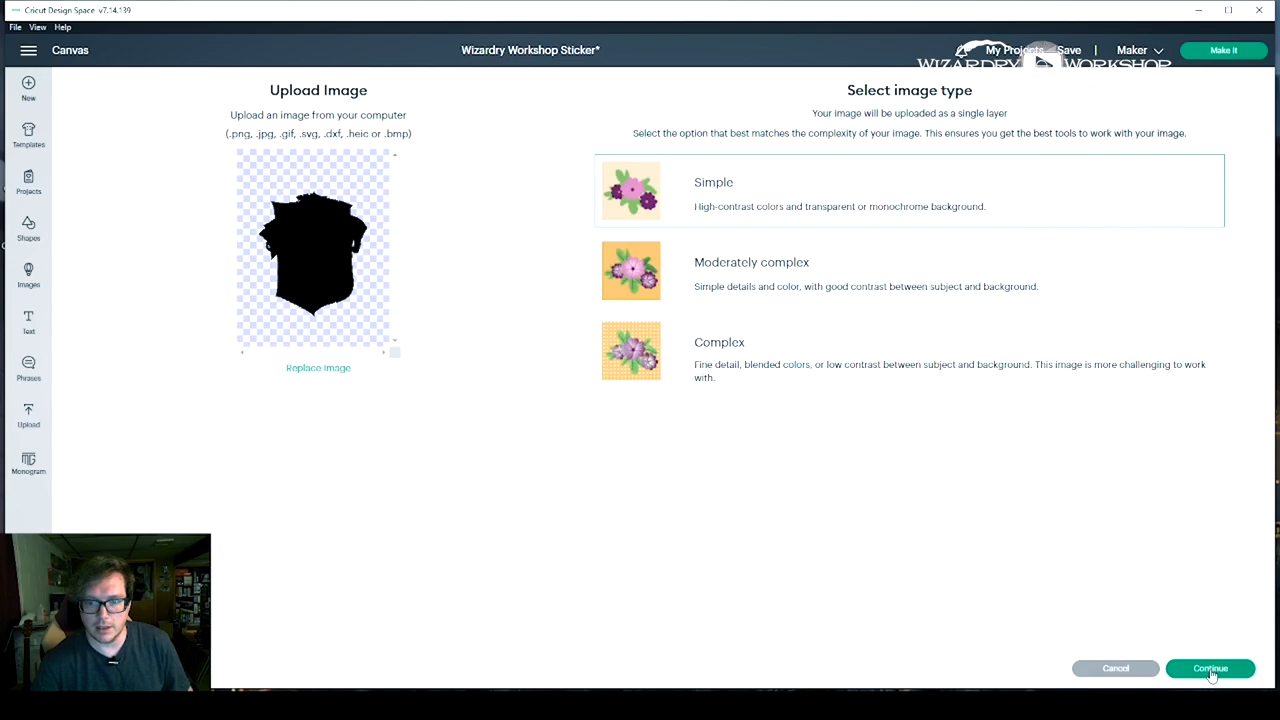 Cricut Design Space v7.14.139
File View Help
Canvas
Wizardry Workshop Sticker*
My Projects
Save
|
Maker
Make It
WIZARDRY WORKSHOP
New
Templates
Projects
Shapes
Images
Text
Phrases
Upload
Monogram
Upload Image
Upload an image from your computer
(.png, .jpg, .gif, .svg, .dxf, .heic or .bmp)
Replace Image
Select image type
Your image will be uploaded as a single layer
Select the option that best matches the complexity of your image. This ensures you get the best tools to work with your image.
Simple
High-contrast colors and transparent or monochrome background.
Moderately complex
Simple details and color, with good contrast between subject and background.
Complex
Fine detail, blended colors, or low contrast between subject and background. This image is more challenging to work
with.
Cancel
Continue